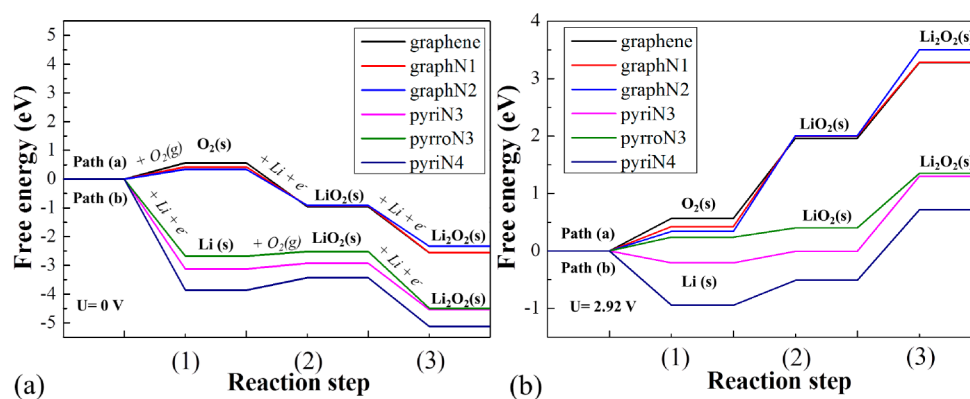 graphene
graphN1
graphN2
pyriN3
pyrroN3
pyriN4
Free energy (eV)
5
4
3
2
1
0
-1
-2
-3
-4
-5
Path (a)
Path (b)
+ O₂(g)
O₂(s)
+ Li + e⁻
LiO₂(s)
+ Li + e⁻
Li₂O₂(s)
+ Li + e⁻
Li (s)
+ O₂(g)
LiO₂(s)
+ Li + e⁻
Li₂O₂(s)
U= 0 V
(1)
(2)
(3)
Reaction step
(a)
graphene
graphN1
graphN2
pyriN3
pyrroN3
pyriN4
Free energy (eV)
4
3
2
1
0
-1
Li₂O₂(s)
LiO₂(s)
Li₂O₂(s)
O₂(s)
LiO₂(s)
Path (a)
Path (b)
Li (s)
U= 2.92 V
(1)
(2)
(3)
Reaction step
(b)